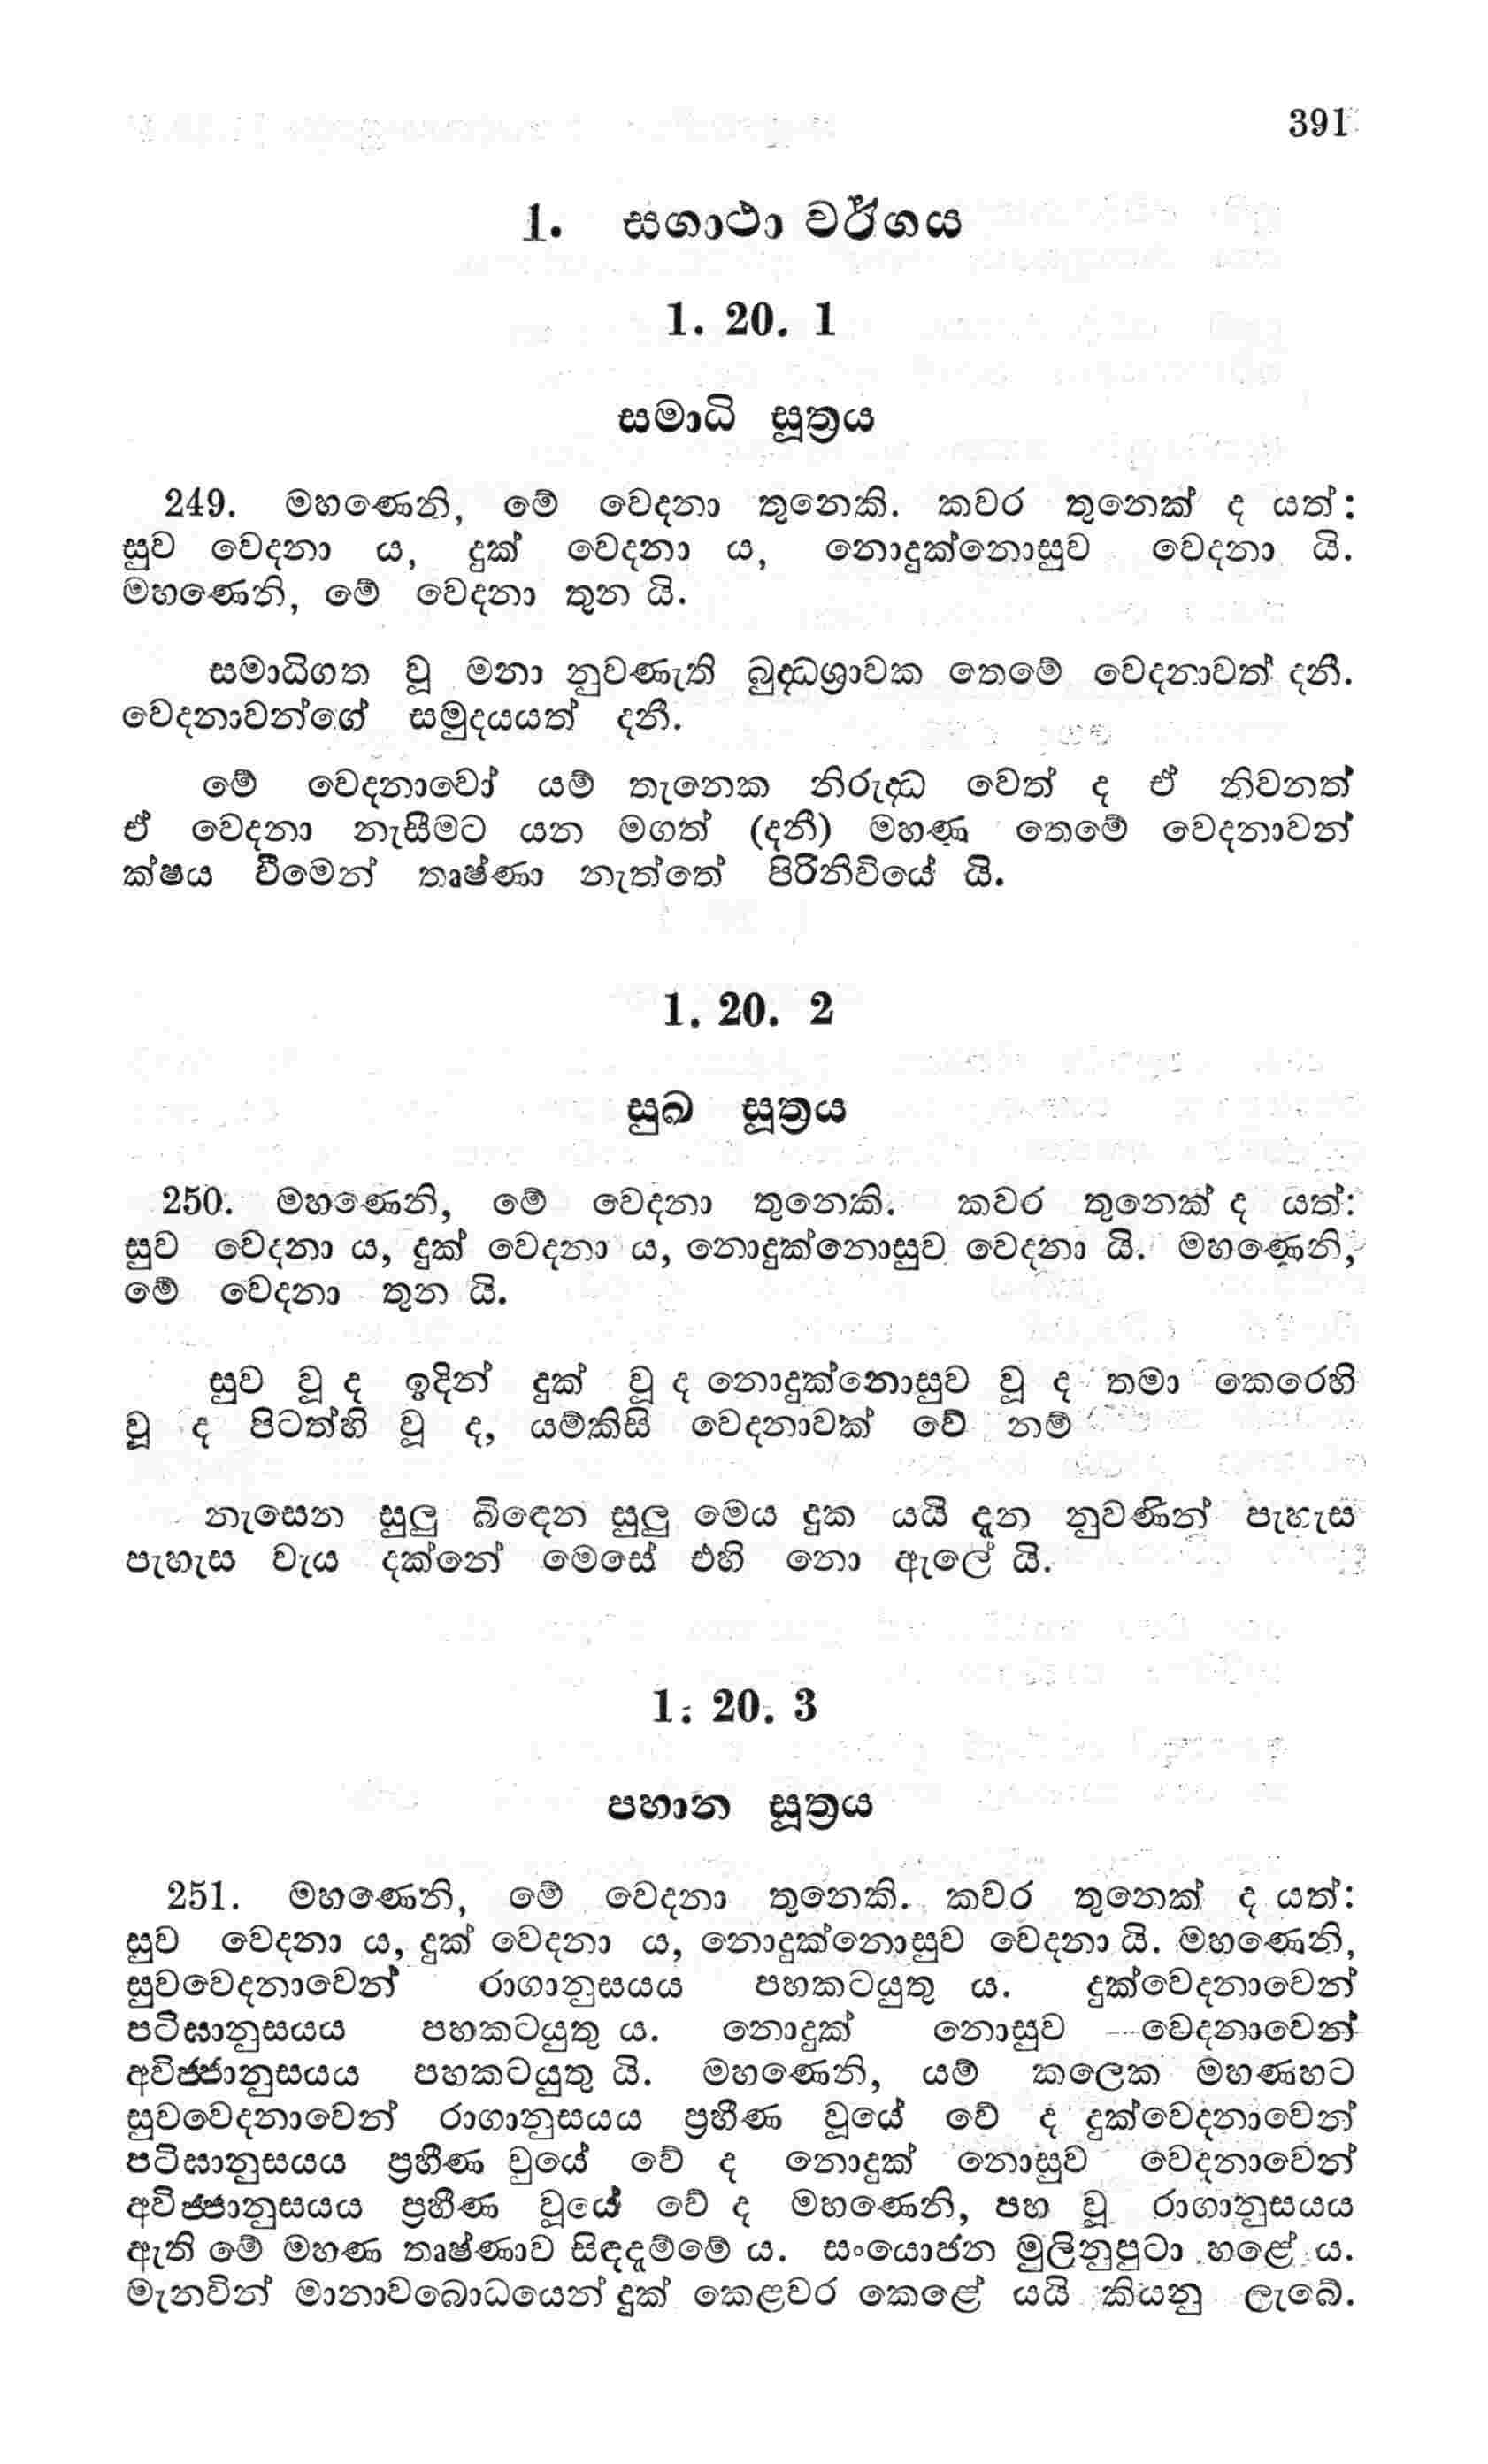 391
1. සගාථා වර්ගය
1. 20. 1
සමාධි සූත්‍රය
249. මහණෙනි, මේ වෙදනා තුනෙකි. කවර තුනෙක් ද යත්:
සුව වෙදනා ය, දුක් වෙදනා ය, නොදුක්නොසුව වෙදනා යි.
මහණෙනි, මේ වෙදනා තුන යි.
සමාධිගත වූ මනා නුවණැති බුද්ධශ්‍රාවක තෙමේ වෙදනාවත් දනී.
වෙදනාවන්ගේ සමුදයයත් දනී.
මේ වෙදනාවෝ යම් තැනෙක නිරුද්ධ වෙත් ද ඒ නිවනත්
ඒ වෙදනා නැසීමට යන මගත් (දනී) මහණ තෙමේ වෙදනාවන්
ක්ෂය වීමෙන් තෘෂ්ණා නැත්තේ පිරිනිවියේ යි.
1. 20. 2
සුඛ සූත්‍රය
250. මහණෙනි, මේ වෙදනා තුනෙකි. කවර තුනෙක් ද යත්:
සුව වෙදනා ය, දුක් වෙදනා ය, නොදුක්නොසුව වෙදනා යි. මහණෙනි,
මේ වෙදනා තුන යි.
සුව වූ ද ඉදින් දුක් වූ ද නොදුක්නොසුව වූ ද තමා කෙරෙහි
වූ ද පිටත්හි වූ ද, යම්කිසි වෙදනාවක් වේ නම්
නැසෙන සුලු බිඳෙන සුලු මෙය දුක යයි දැන නුවණින් පැහැස
පැහැස වැය දක්නේ මෙසේ එහි නො ඇලේ යි.
1. 20. 3
පහාන සූත්‍රය
251. මහණෙනි, මේ වෙදනා තුනෙකි. කවර තුනෙක් ද යත්:
සුව වෙදනා ය, දුක් වෙදනා ය, නොදුක්නොසුව වෙදනා යි. මහණෙනි,
සුවවෙදනාවෙන් රාගානුසයය පහකටයුතු ය. දුක්වෙදනාවෙන්
පටිඝානුසයය පහකටයුතු ය. නොදුක් නොසුව වෙදනාවෙන්
අවිජ්ජානුසයය පහකටයුතු යි. මහණෙනි, යම් කලෙක මහණහට
සුවවෙදනාවෙන් රාගානුසයය ප්‍රහීණ වූයේ වේ ද දුක්වෙදනාවෙන්
පටිඝානුසයය ප්‍රහීණ වූයේ වේ ද නොදුක් නොසුව වෙදනාවෙන්
අවිජ්ජානුසයය ප්‍රහීණ වූයේ වේ ද මහණෙනි, පහ වූ රාගානුසයය
ඇති මේ මහණ තෘෂ්ණාව සිඳදැම්මේ ය. සංයොජන මුලිනුපුටා හළේ ය.
මැනවින් මානාවබොධයෙන් දුක් කෙළවර කෙළේ යයි කියනු ලැබේ.